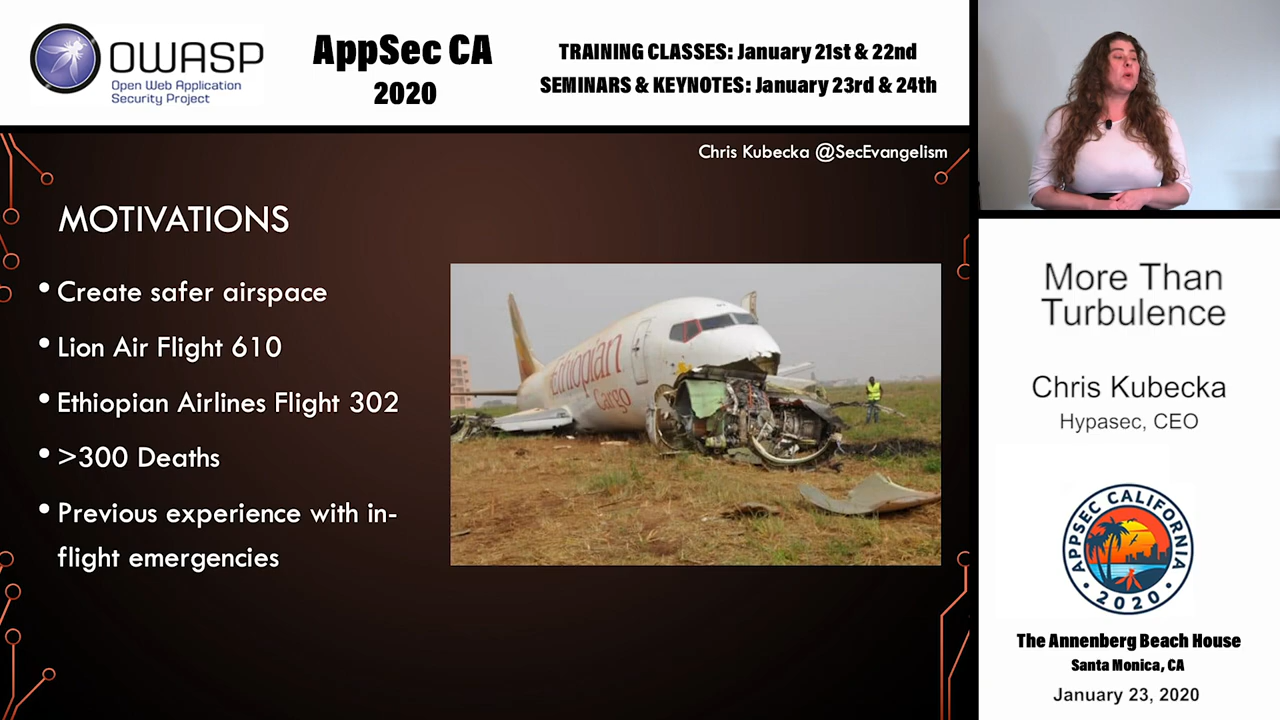 OWASP
Open Web Application
Security Project
AppSec CA
2020
TRAINING CLASSES: January 21st & 22nd
SEMINARS & KEYNOTES: January 23rd & 24th
Chris Kubecka @SecEvangelism
MOTIVATIONS
• Create safer airspace
• Lion Air Flight 610
• Ethiopian Airlines Flight 302
• >300 Deaths
• Previous experience with in-
flight emergencies
Ethiopian
Cargo
More Than
Turbulence
Chris Kubecka
Hypasec, CEO
APPSEC CALIFORNIA
• 2020 •
The Annenberg Beach House
Santa Monica, CA
January 23, 2020